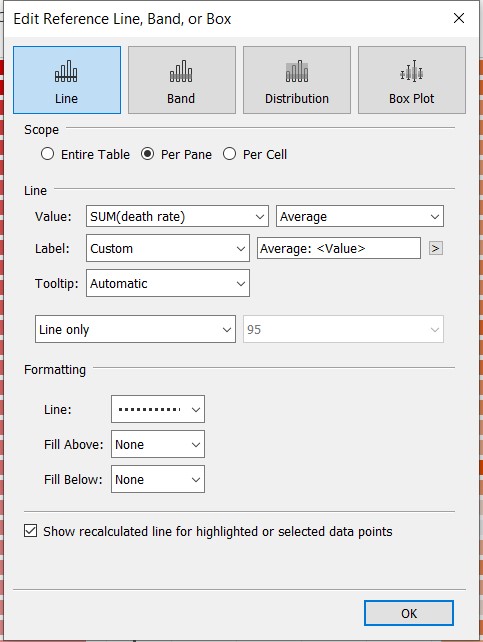 Edit Reference Line, Band, or Box
Line Band Distribution Box Plot
Scope
Entire Table Per Pane Per Cell
Line
Value: SUM(death rate) Average
Label: Custom Average: <Value> >
Tooltip: Automatic
Line only 95
Formatting
Line:
Fill Above: None
Fill Below: None
Show recalculated line for highlighted or selected data points
OK